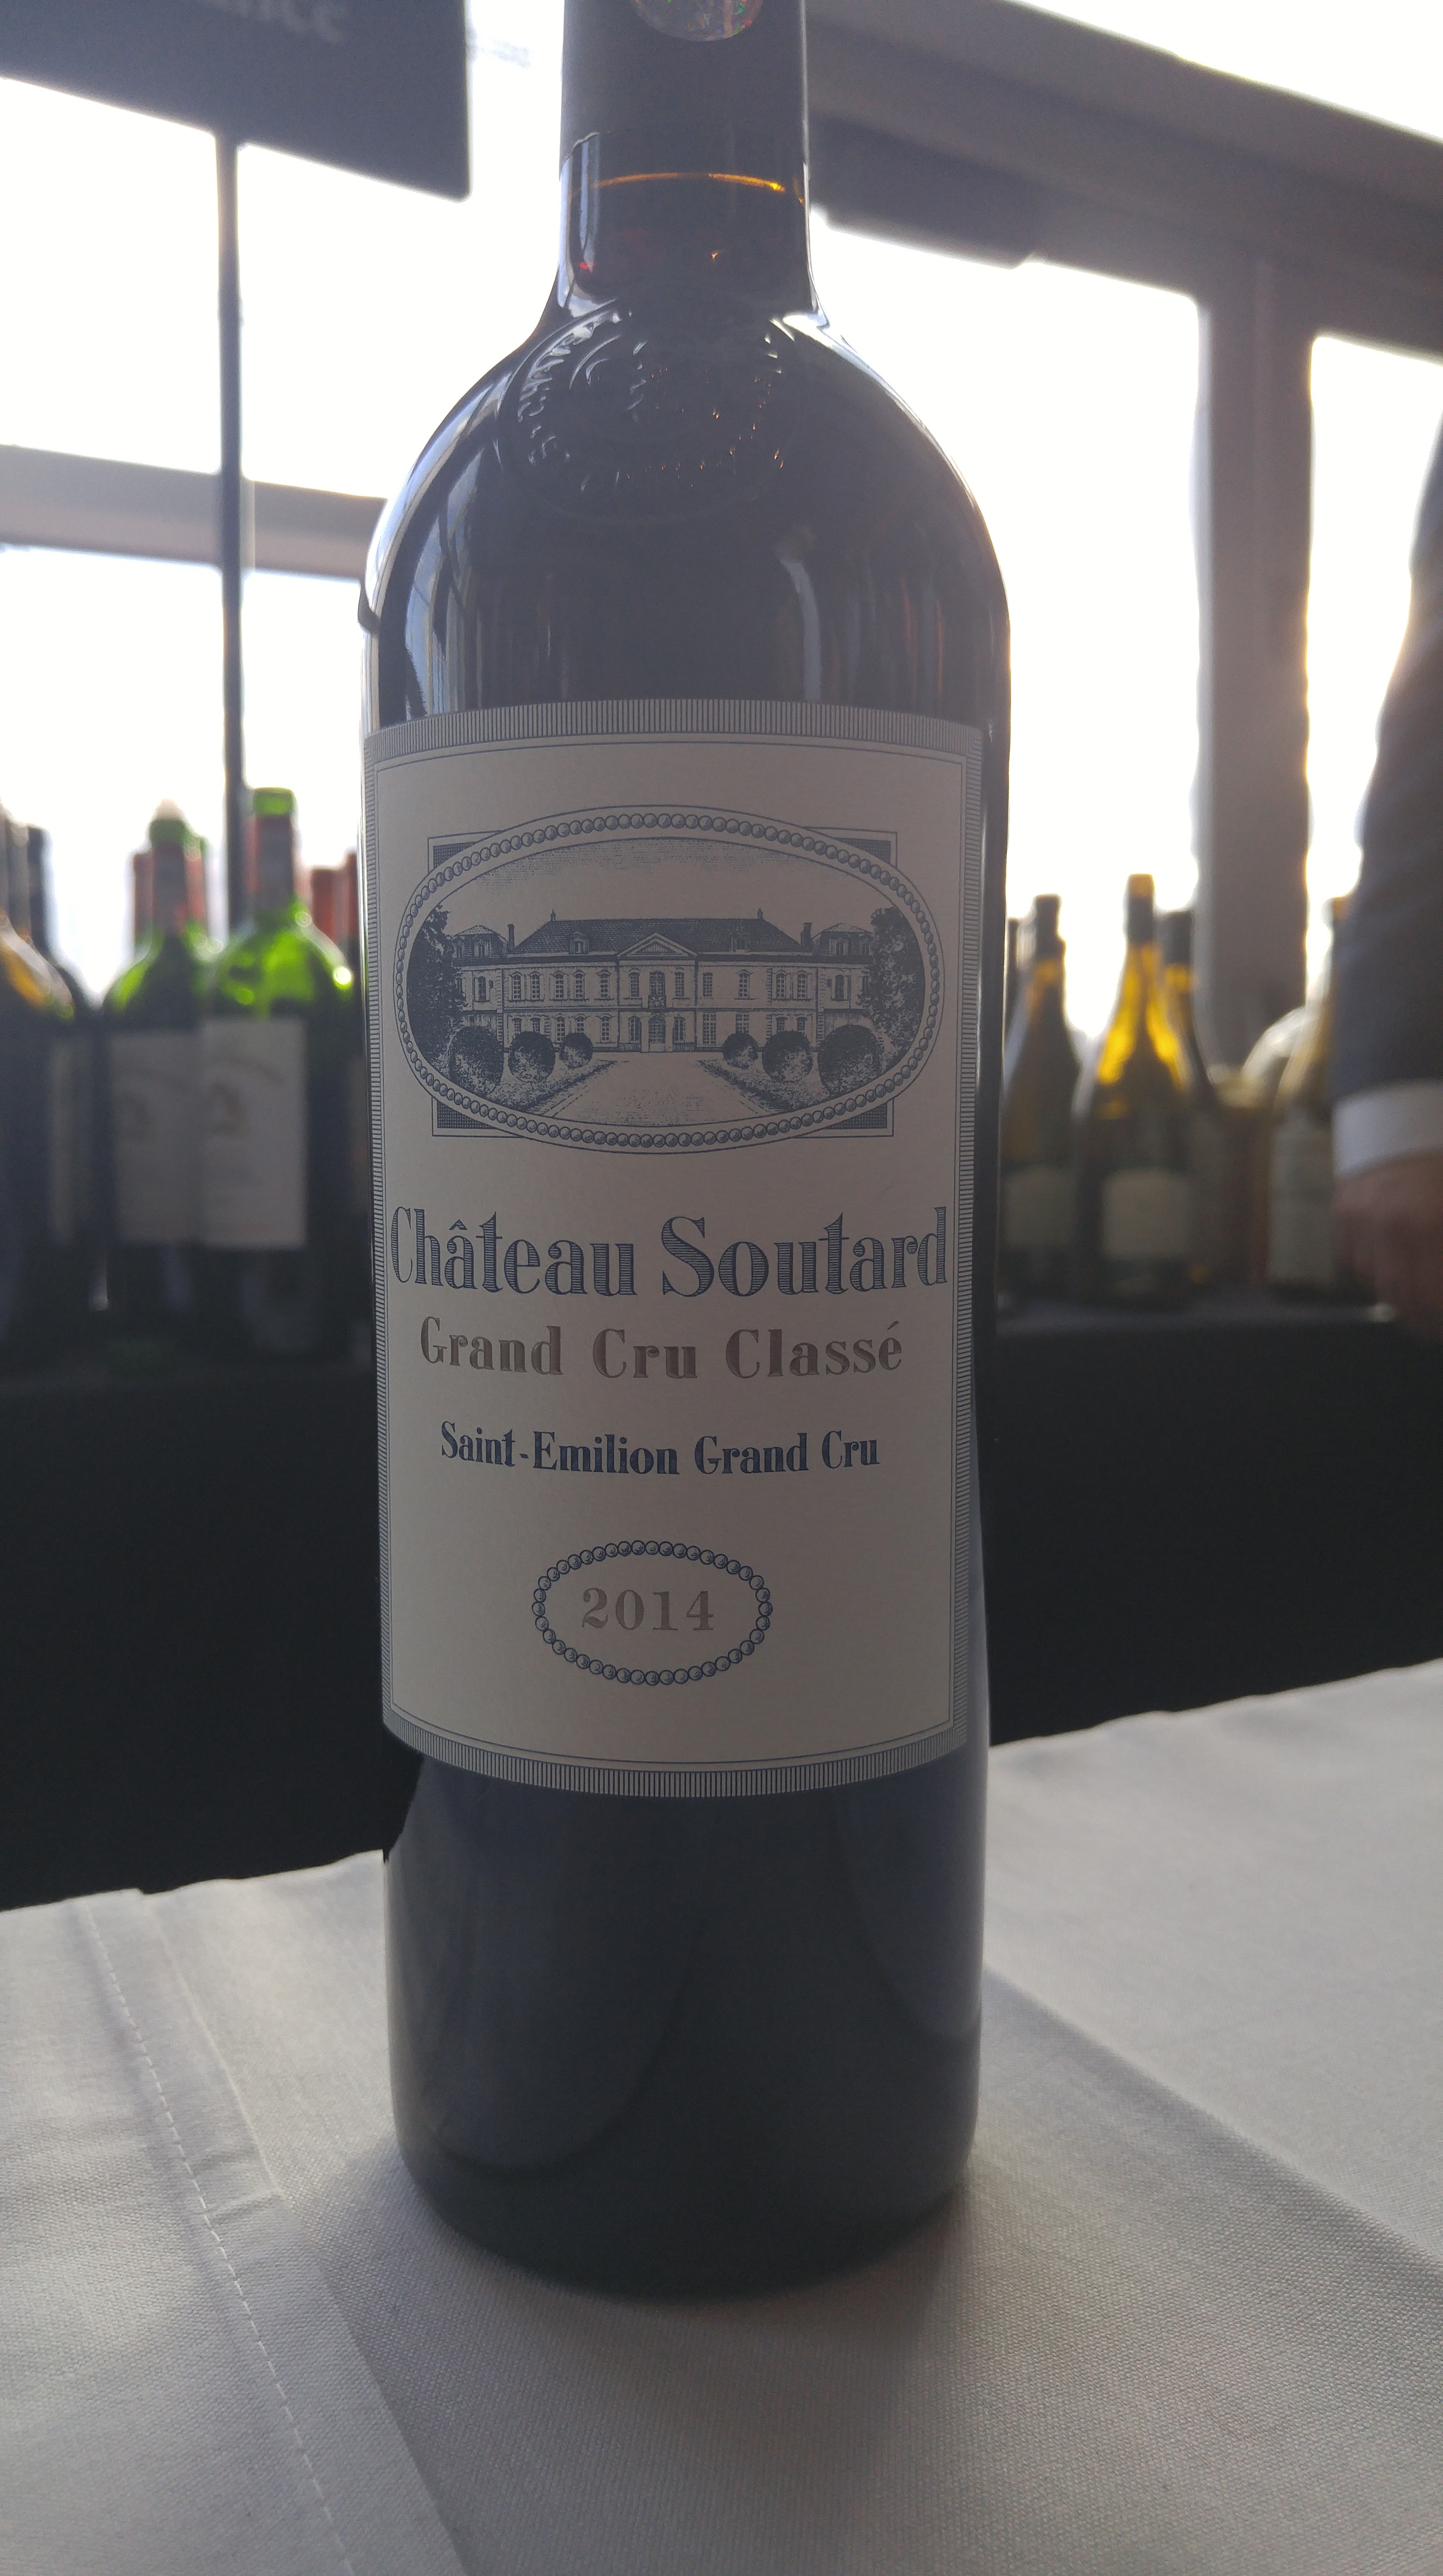 Château Soutard
Grand Cru Classé
Saint-Emilion Grand Cru
2014